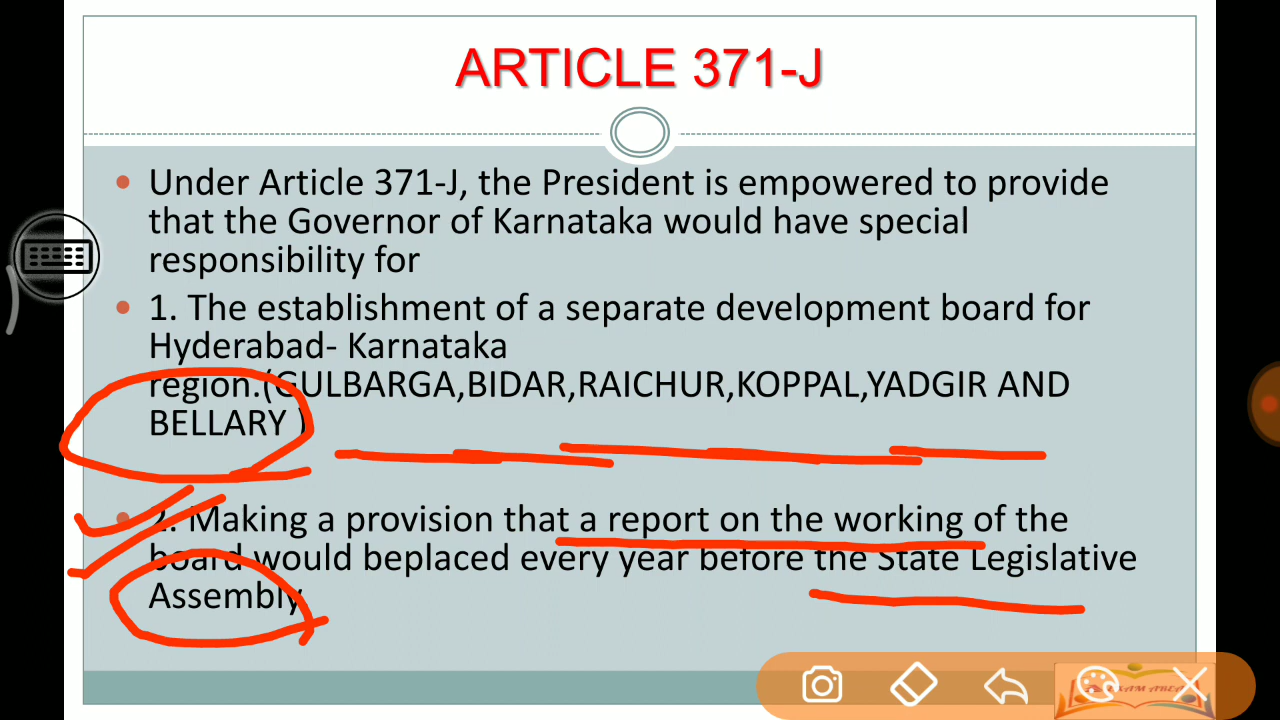 ARTICLE 371-J
• Under Article 371-J, the President is empowered to provide
that the Governor of Karnataka would have special
responsibility for
• 1. The establishment of a separate development board for
Hyderabad- Karnataka
region.(GULBARGA,BIDAR,RAICHUR,KOPPAL,YADGIR AND
BELLARY )
• 2. Making a provision that a report on the working of the
board would beplaced every year before the State Legislative
Assembly